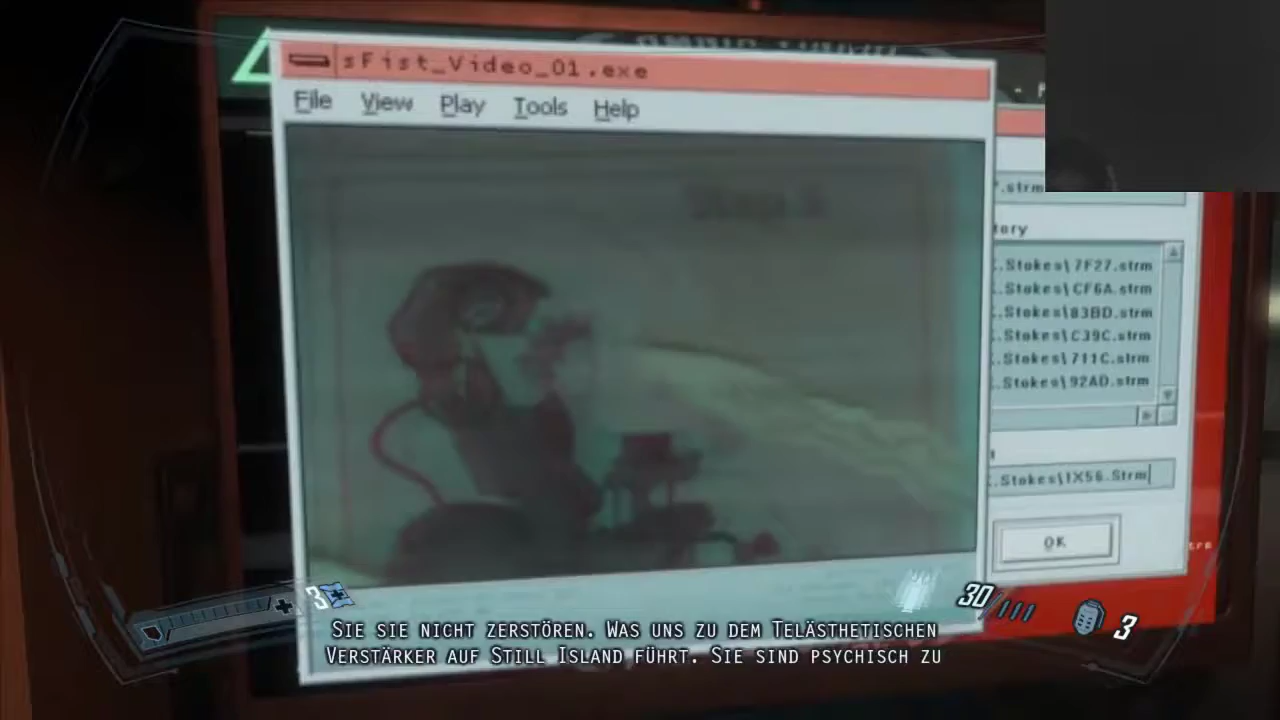 sFist_Video_01.exe
File View Play Tools Help
.strm
tory
.Stokes\7F27.strm
.Stokes\CF6A.strm
.Stokes\83BD.strm
.Stokes\C39C.strm
.Stokes\711C.strm
.Stokes\92AD.strm
.Stokes\1X56.Strm
OK
3
30
3
SIE SIE NICHT ZERSTÖREN. WAS UNS ZU DEM TELÄSTHETISCHEN
VERSTÄRKER AUF STILL ISLAND FÜHRT. SIE SIND PSYCHISCH ZU